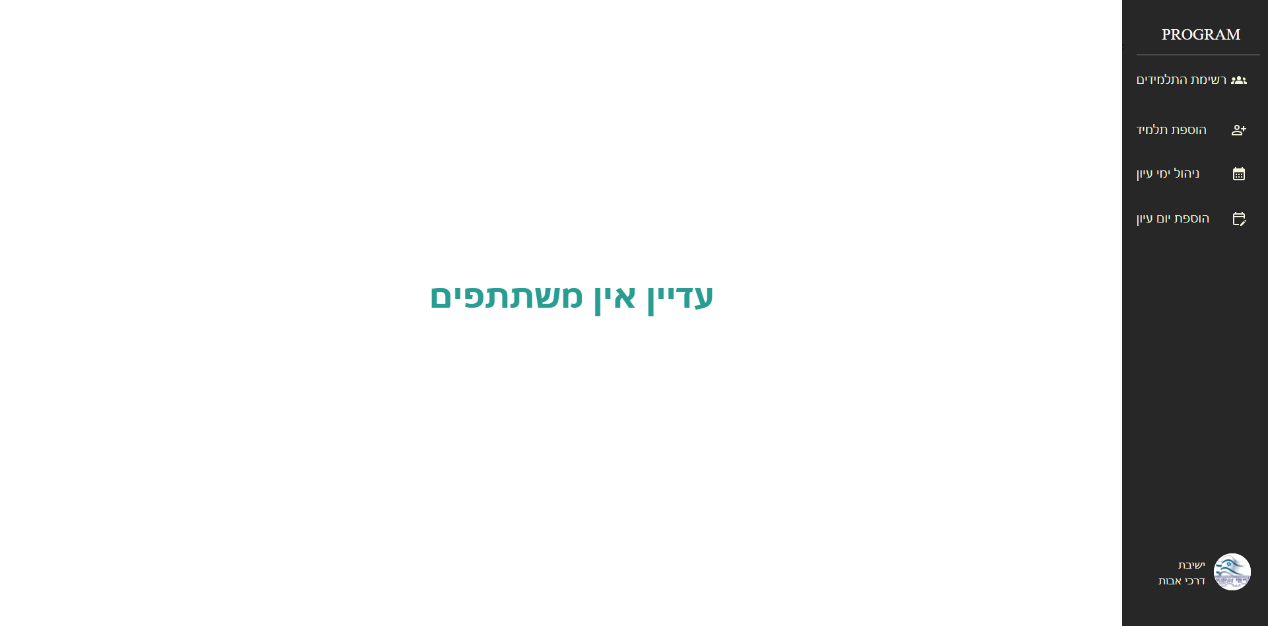 PROGRAM
רשימת התלמידים
הוספת תלמיד
ניהול ימי עיון
הוספת יום עיון
עדיין אין משתתפים
ישיבת
דרכי אבות